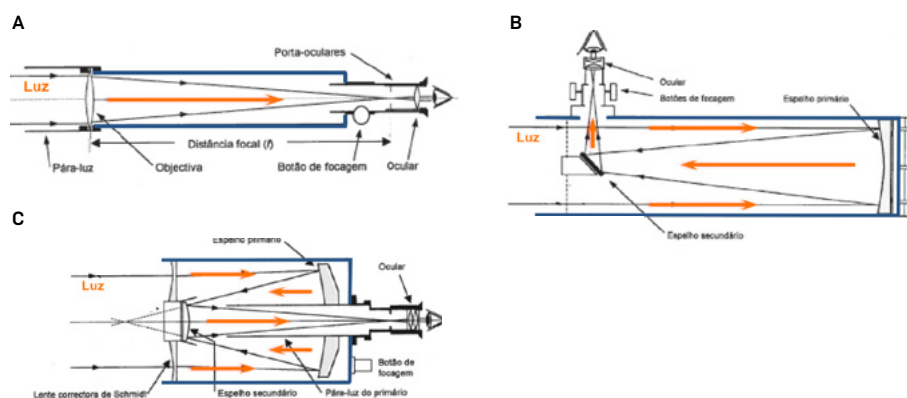 A
Porta-oculares
Luz
Distância focal (f)
Pára-luz
Objectiva
Botão de focagem
Ocular
B
Ocular
Botões de focagem
Espelho primário
Luz
Espelho secundário
C
Espelho primário
Ocular
Luz
Botão de
focagem
Lente correctora de Schmidt
Espelho secundário
Pára-luz do primário